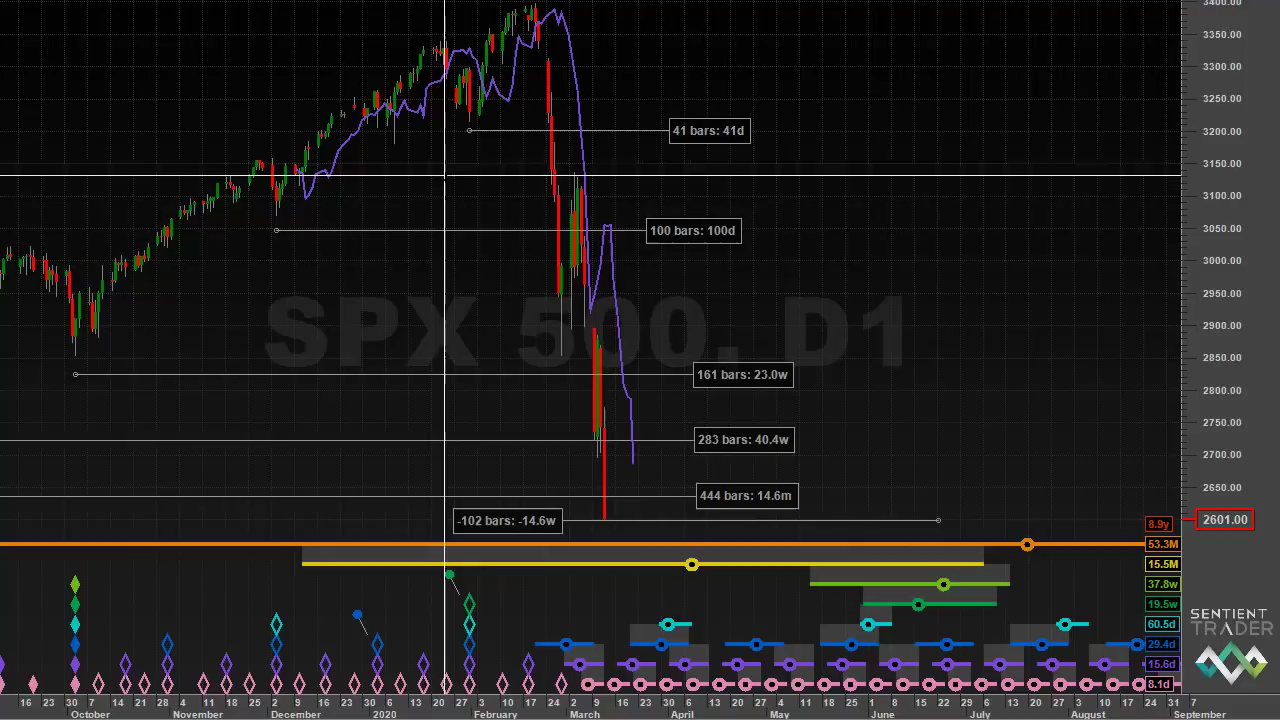 3400.00
3350.00
3300.00
3250.00
3200.00
3150.00
3100.00
3050.00
3000.00
2950.00
2900.00
2850.00
2800.00
2750.00
2700.00
2650.00
2601.00
SPX 500, D1
41 bars: 41d
100 bars: 100d
161 bars: 23.0w
283 bars: 40.4w
444 bars: 14.6m
-102 bars: -14.6w
8.9y
53.3M
15.5M
37.8w
19.5w
60.5d
29.4d
15.6d
8.1d
SENTIENT
TRADER
16 23 30 7 14 21 28 4 11 18 25 2 9 16 23 30 6 13 20 27 3 10 17 24 2 9 16 23 30 6 13 20 27 4 11 18 25 1 8 15 22 29 6 13 20 27 3 10 17 24 31 7
October November December 2020 February March April May June July August September